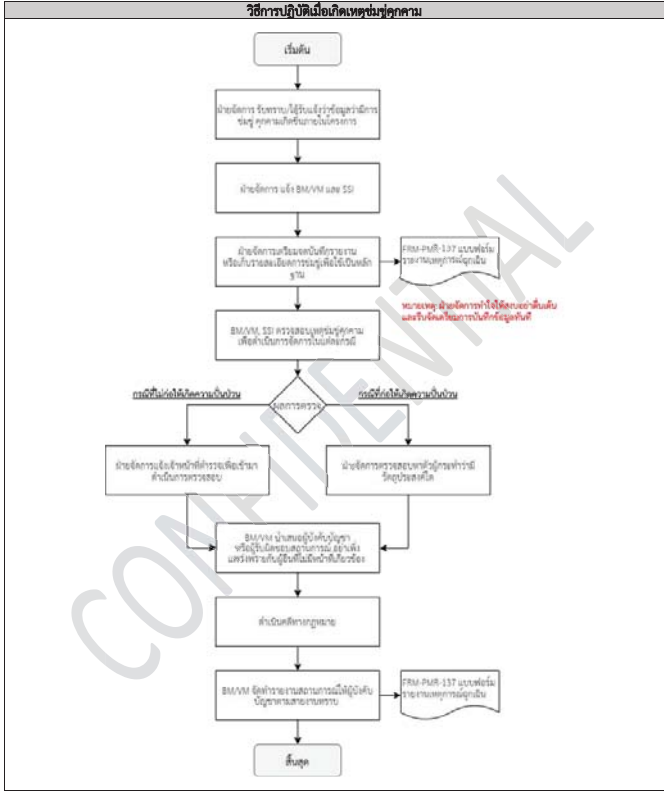 วิธีการปฏิบัติเมื่อเกิดเหตุข่มขู่คุกคาม
เริ่มต้น
ฝ่ายจัดการ รับทราบ/ได้รับแจ้งว่าข้อมูลว่ามีการ
ข่มขู่ คุกคามเกิดขึ้นภายในโครงการ
ฝ่ายจัดการ แจ้ง BM/VM และ SSI
ฝ่ายจัดการเตรียมจดบันทึกรายงาน
หรือเก็บรายละเอียดการข่มขู่เพื่อใช้เป็นหลัก
ฐาน
FRM-PMR-137 แบบฟอร์ม
รายงานเหตุการณ์ฉุกเฉิน
หมายเหตุ ฝ่ายจัดการทำใจให้สงบอย่าตื่นเต้น
และรีบจัดเตรียมการบันทึกข้อมูลทันที
BM/VM, SSI ตรวจสอบเหตุข่มขู่คุกคาม
เพื่อดำเนินการจัดการในแต่ละกรณี
กรณีที่ไม่ก่อให้เกิดความปั่นป่วน
ผลการตรวจ
กรณีที่ก่อให้เกิดความปั่นป่วน
ฝ่ายจัดการแจ้งเจ้าหน้าที่ตำรวจเพื่อเข้ามา
ดำเนินการตรวจสอบ
ฝ่ายจัดการตรวจสอบหาตัวผู้กระทำว่ามี
วัตถุประสงค์ใด
BM/VM นำเสนอผู้บังคับบัญชา
หรือผู้รับผิดชอบสถานการณ์ อย่าเพิ่ง
แพร่งพรายกับผู้อื่นที่ไม่มีหน้าที่เกี่ยวข้อง
ดำเนินคดีทางกฎหมาย
BM/VM จัดทำรายงานสถานการณ์ให้ผู้บังคับ
บัญชาตามสายงานทราบ
FRM-PMR-137 แบบฟอร์ม
รายงานเหตุการณ์ฉุกเฉิน
สิ้นสุด
CONFIDENTIAL